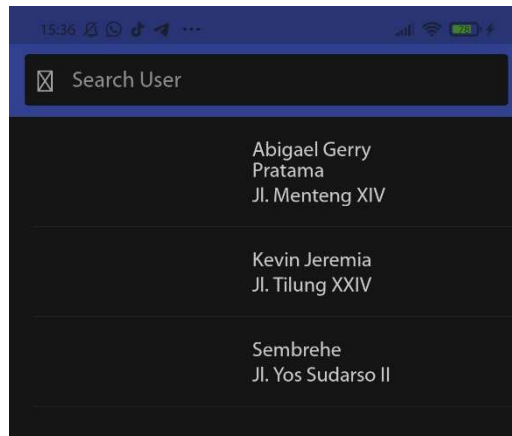 15:36
78
Search User
Abigael Gerry
Pratama
Jl. Menteng XIV
Kevin Jeremia
Jl. Tilung XXIV
Sembrehe
Jl. Yos Sudarso II